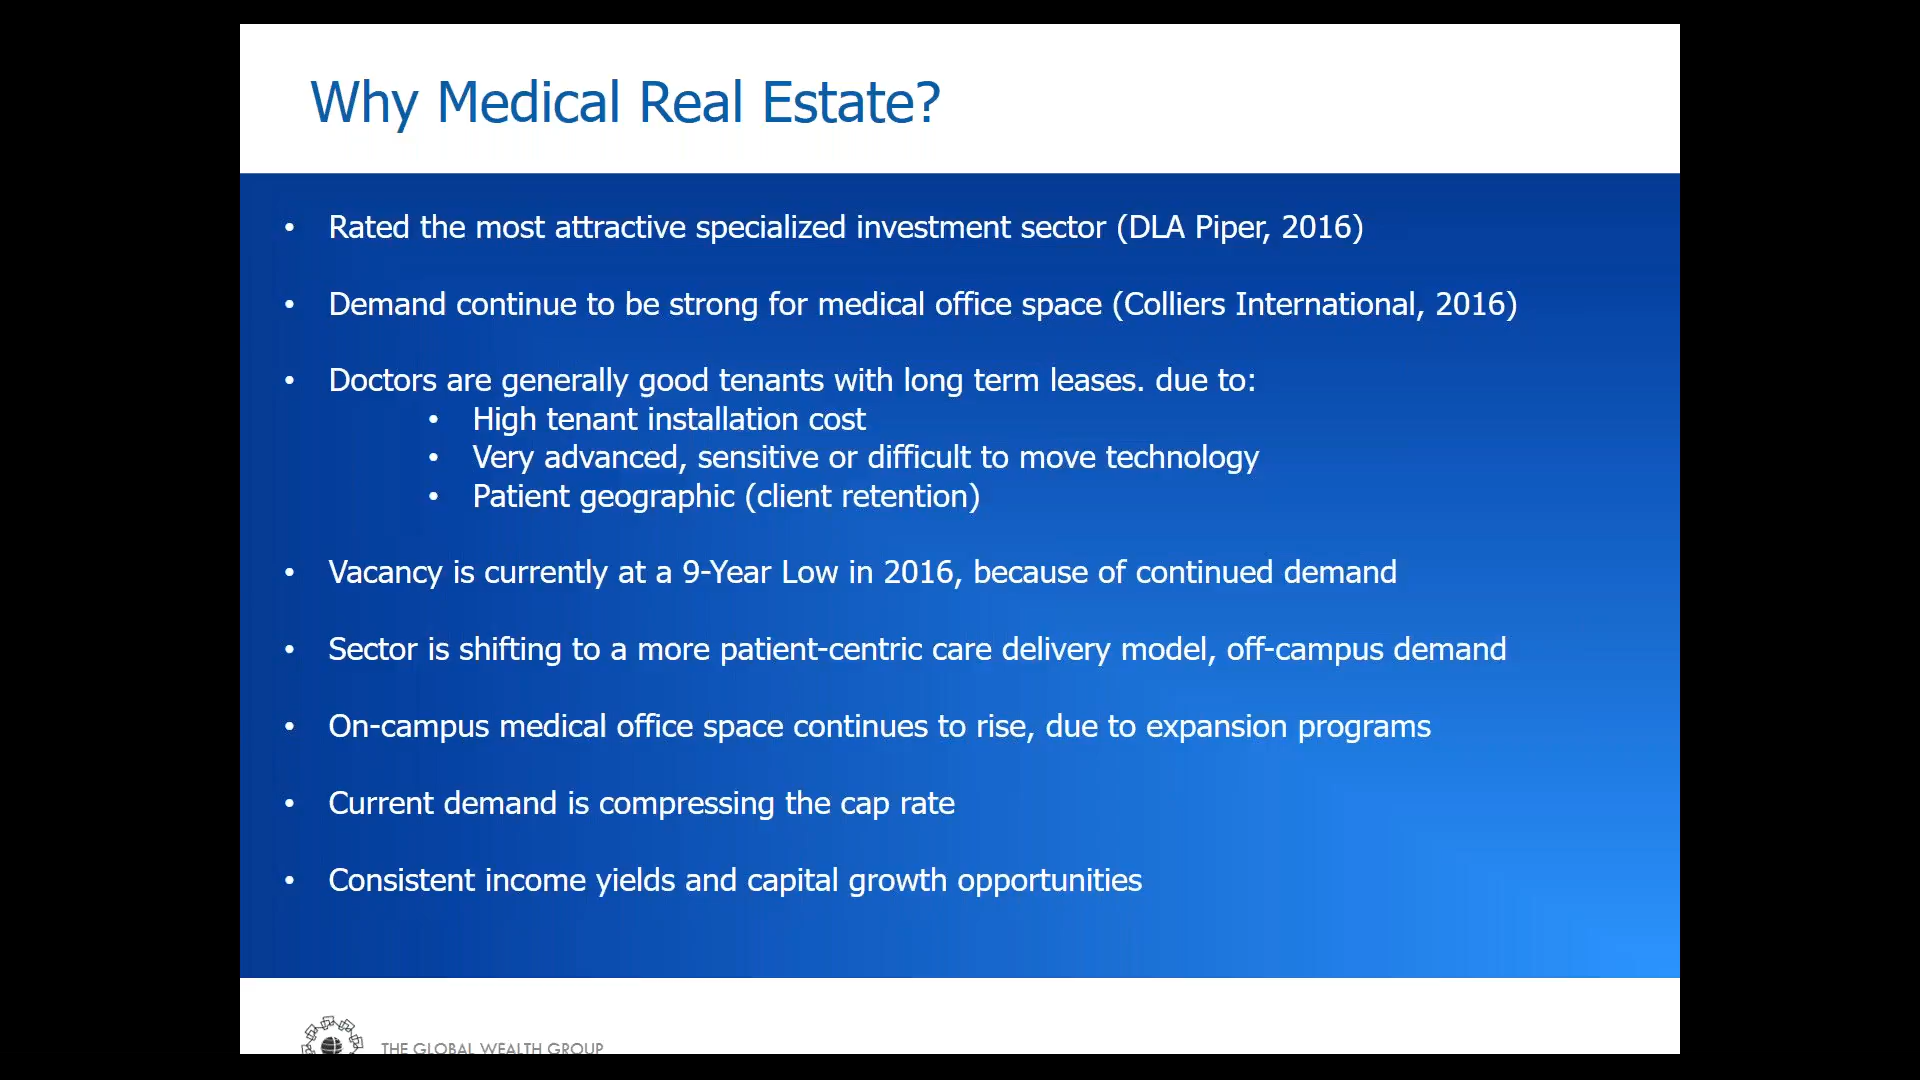 Why Medical Real Estate?
• Rated the most attractive specialized investment sector (DLA Piper, 2016)
• Demand continue to be strong for medical office space (Colliers International, 2016)
• Doctors are generally good tenants with long term leases. due to:
• High tenant installation cost
• Very advanced, sensitive or difficult to move technology
• Patient geographic (client retention)
• Vacancy is currently at a 9-Year Low in 2016, because of continued demand
• Sector is shifting to a more patient-centric care delivery model, off-campus demand
• On-campus medical office space continues to rise, due to expansion programs
• Current demand is compressing the cap rate
• Consistent income yields and capital growth opportunities
THE GLOBAL WEALTH GROUP